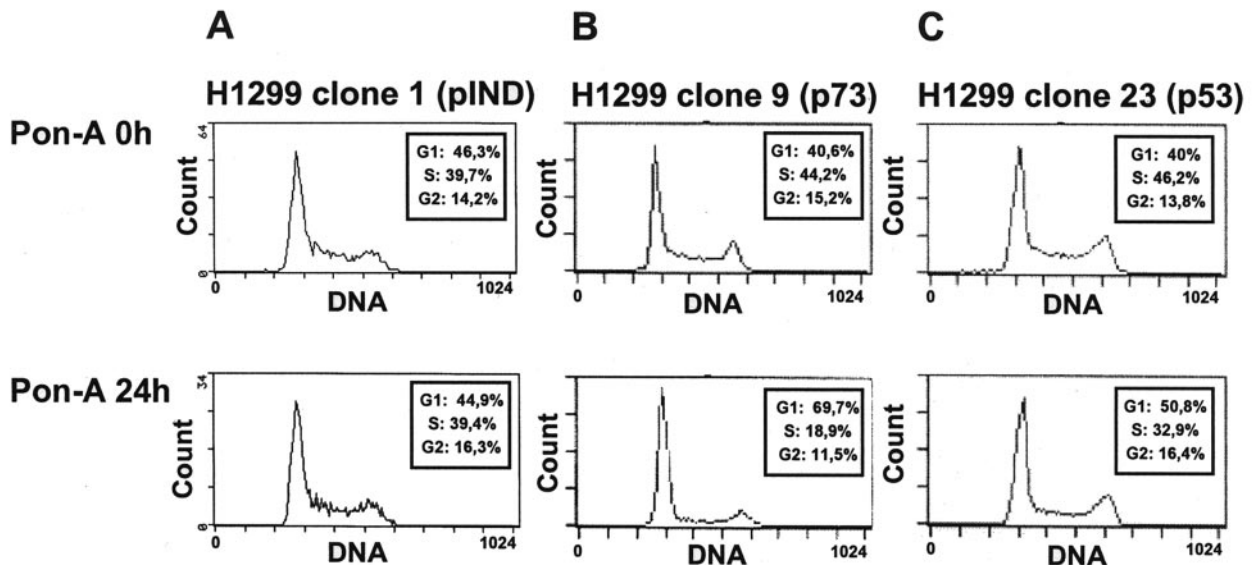 A
B
C
H1299 clone 1 (pIND)
H1299 clone 9 (p73)
H1299 clone 23 (p53)
Pon-A 0h
64
0
Count
G1: 46,3%
S: 39,7%
G2: 14,2%
0
1024
DNA
Count
G1: 40,6%
S: 44,2%
G2: 15,2%
0
1024
DNA
Count
G1: 40%
S: 46,2%
G2: 13,8%
0
1024
DNA
Pon-A 24h
34
0
Count
G1: 44,9%
S: 39,4%
G2: 16,3%
0
1024
DNA
Count
G1: 69,7%
S: 18,9%
G2: 11,5%
0
1024
DNA
Count
G1: 50,8%
S: 32,9%
G2: 16,4%
0
1024
DNA